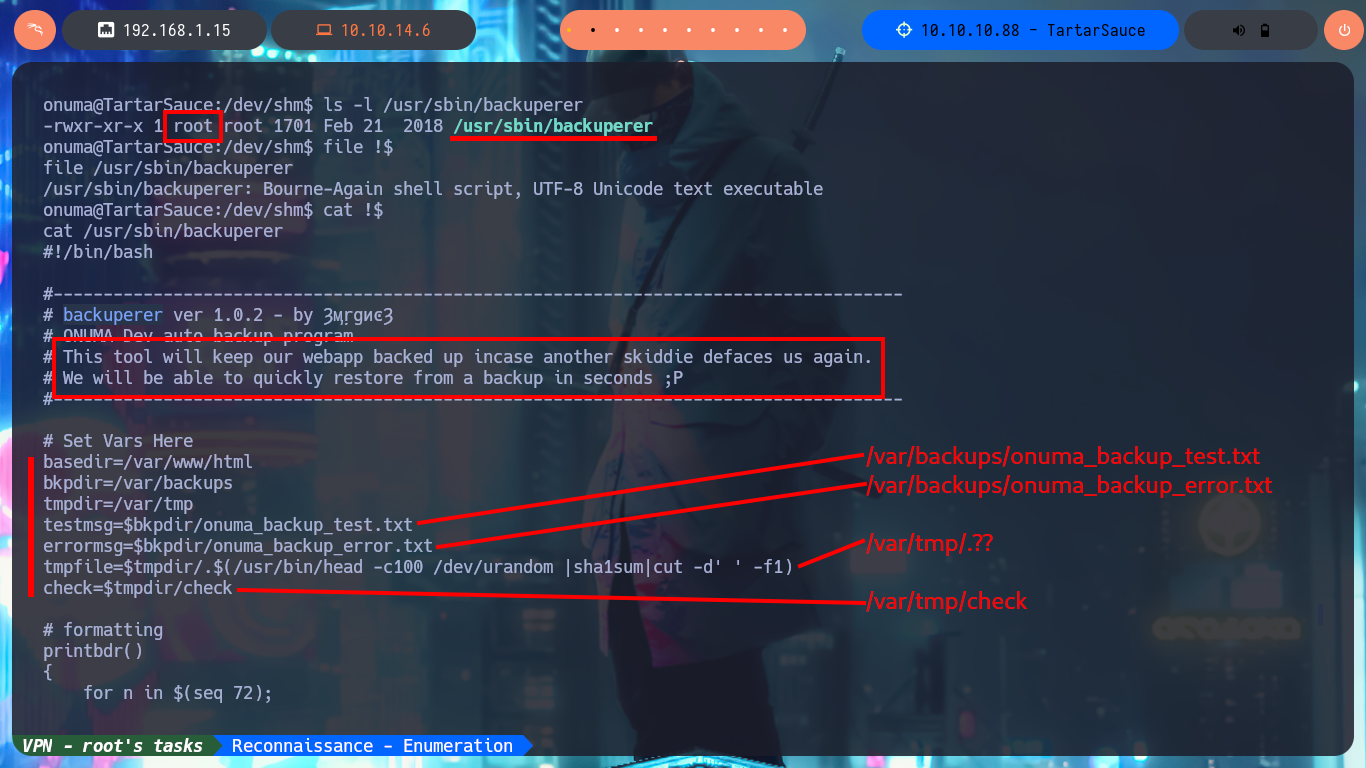 192.168.1.15
10.10.14.6
10.10.10.88 - TartarSauce
onuma@TartarSauce:/dev/shm$ ls -l /usr/sbin/backuperer
-rwxr-xr-x 1 root root 1701 Feb 21  2018 /usr/sbin/backuperer
onuma@TartarSauce:/dev/shm$ file !$
file /usr/sbin/backuperer
/usr/sbin/backuperer: Bourne-Again shell script, UTF-8 Unicode text executable
onuma@TartarSauce:/dev/shm$ cat !$
cat /usr/sbin/backuperer
#!/bin/bash
#-------------------------------------------------------------------------------------
# backuperer ver 1.0.2 - by
# ONUMA Dev auto backup program
# This tool will keep our webapp backed up incase another skiddie defaces us again.
# We will be able to quickly restore from a backup in seconds ;P
#-------------------------------------------------------------------------------------
# Set Vars Here
basedir=/var/www/html
bkpdir=/var/backups
tmpdir=/var/tmp
testmsg=$bkpdir/onuma_backup_test.txt
errormsg=$bkpdir/onuma_backup_error.txt
tmpfile=$tmpdir/.$(/usr/bin/head -c100 /dev/urandom |sha1sum|cut -d' ' -f1)
check=$tmpdir/check
/var/backups/onuma_backup_test.txt
/var/backups/onuma_backup_error.txt
/var/tmp/.??
/var/tmp/check
# formatting
printbdr()
{
    for n in $(seq 72);
VPN - root's tasks
Reconnaissance - Enumeration